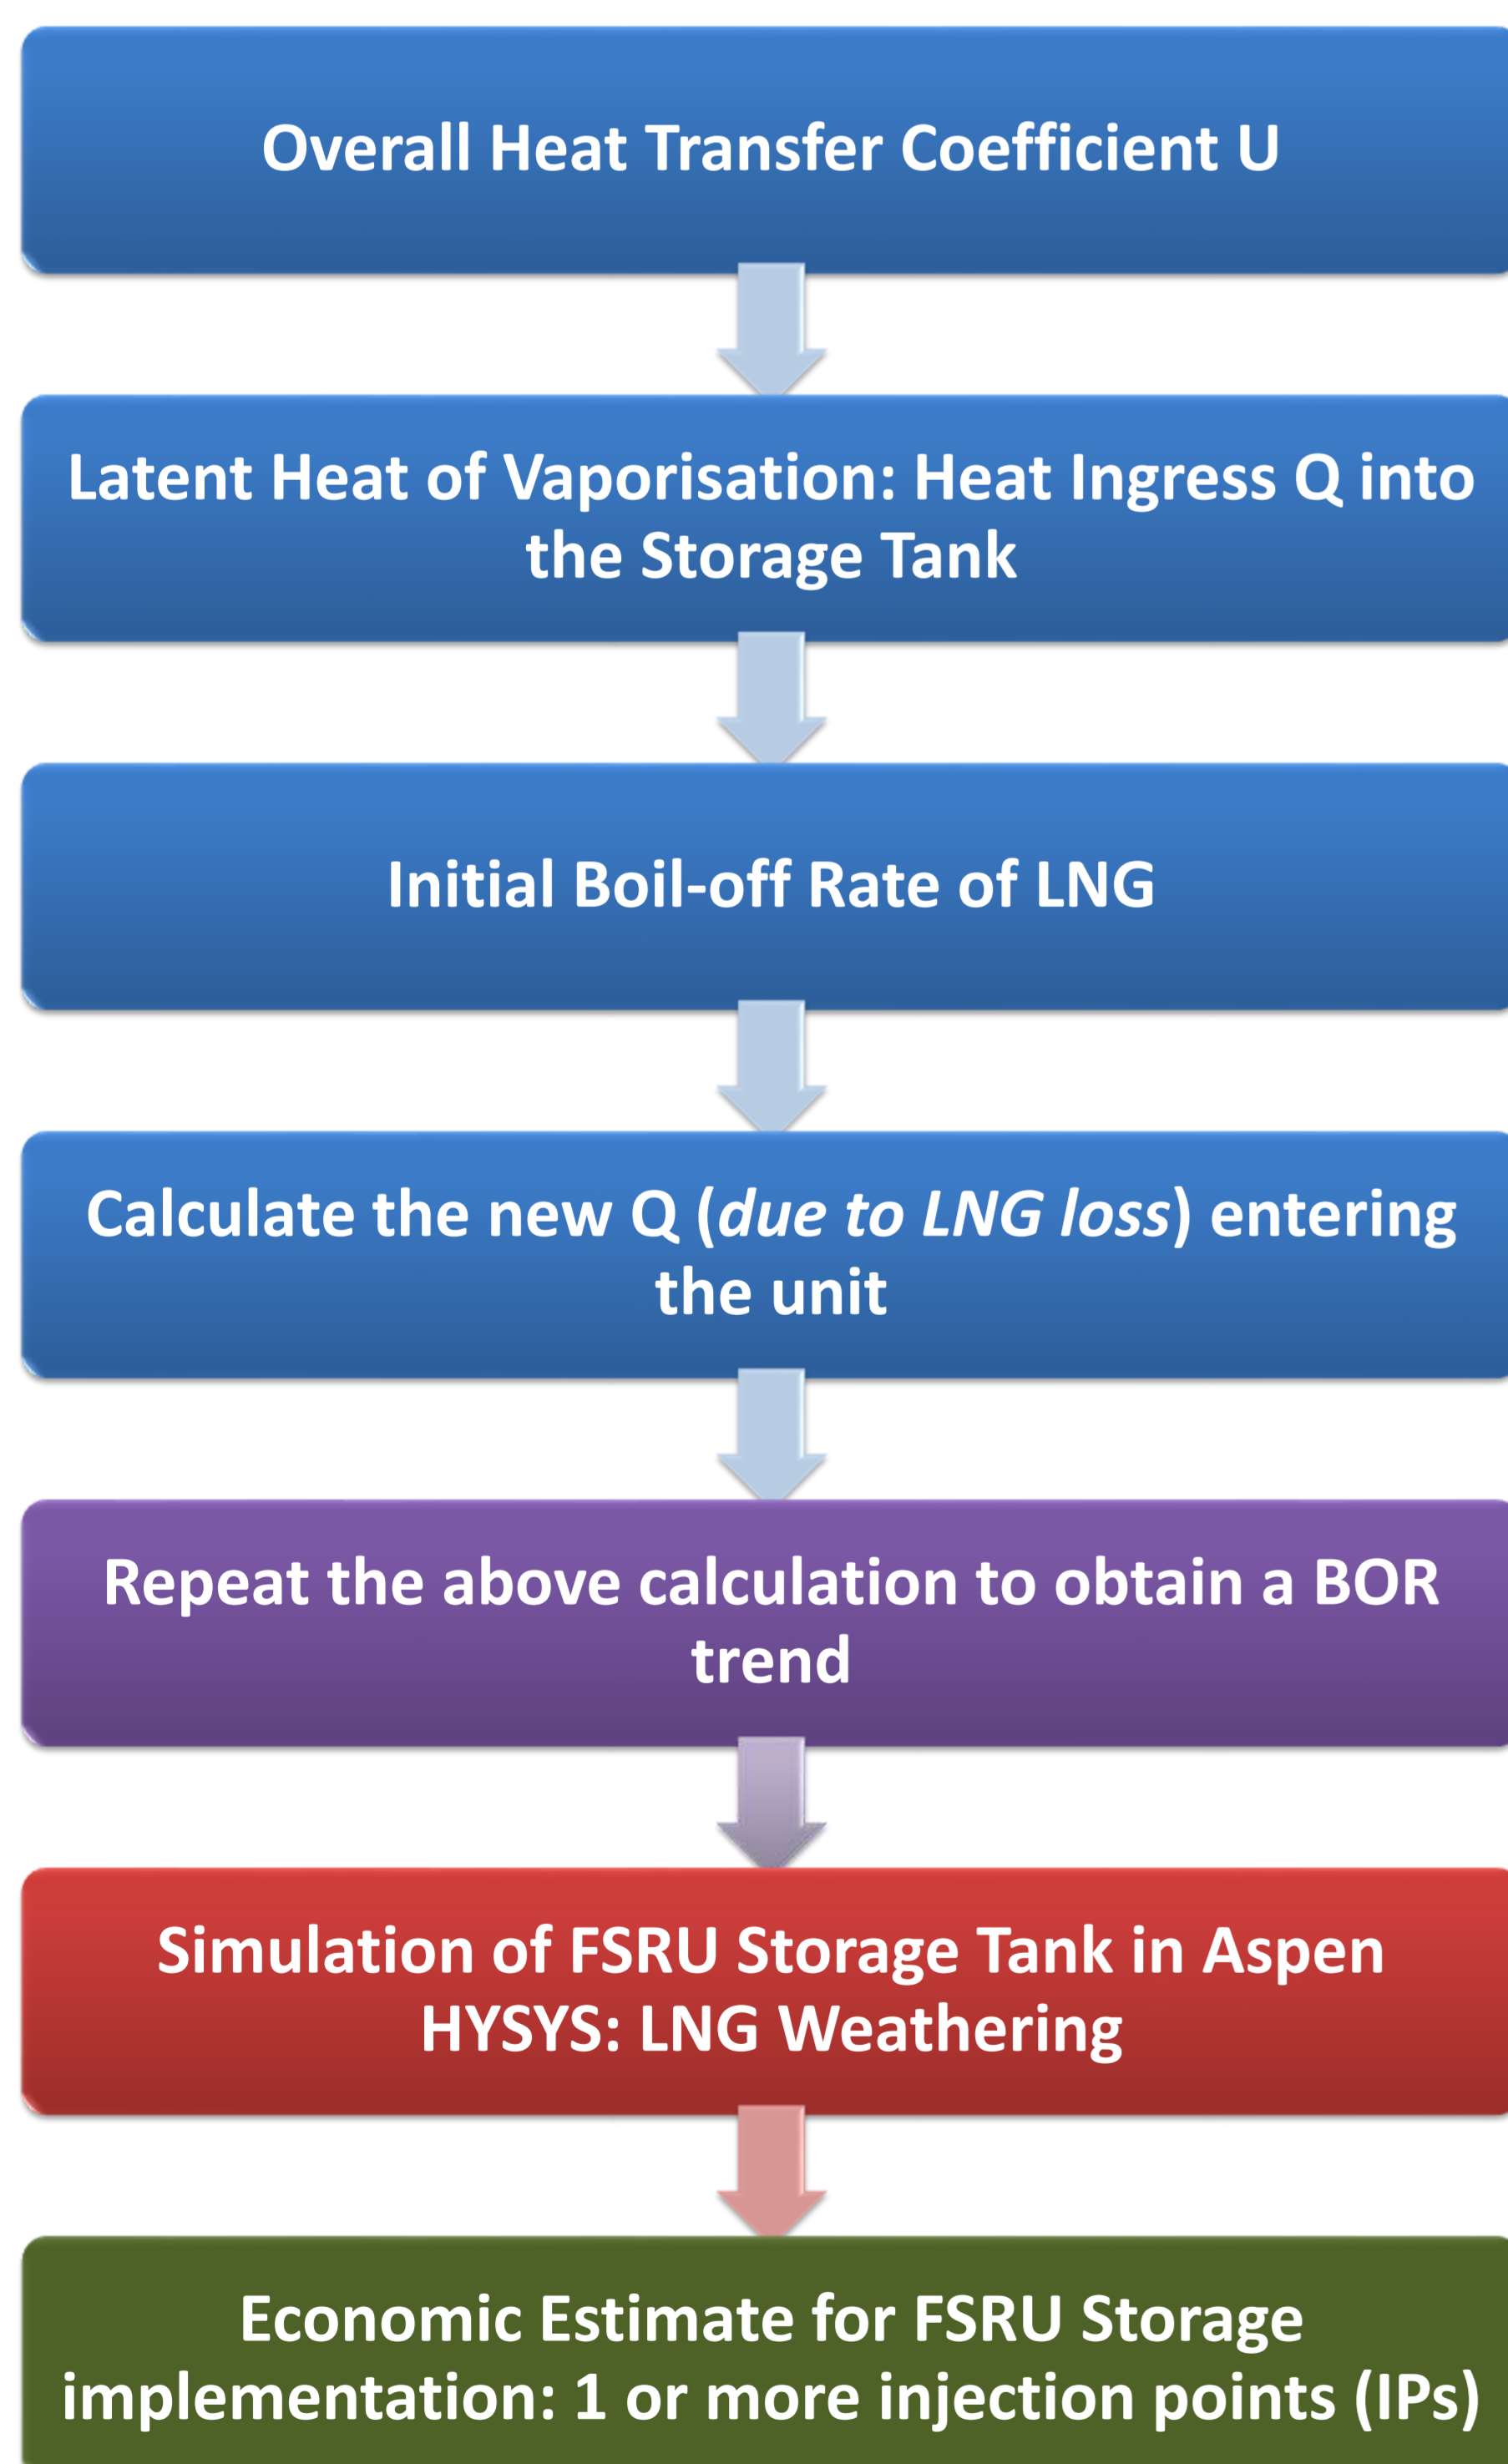 Overall Heat Transfer Coefficient U
Latent Heat of Vaporisation: Heat Ingress Q into
the Storage Tank
Initial Boil-off Rate of LNG
Calculate the new Q (due to LNG loss) entering
the unit
Repeat the above calculation to obtain a BOR
trend
Simulation of FSRU Storage Tank in Aspen
HYSYS: LNG Weathering
Economic Estimate for FSRU Storage
implementation: 1 or more injection points (IPs)